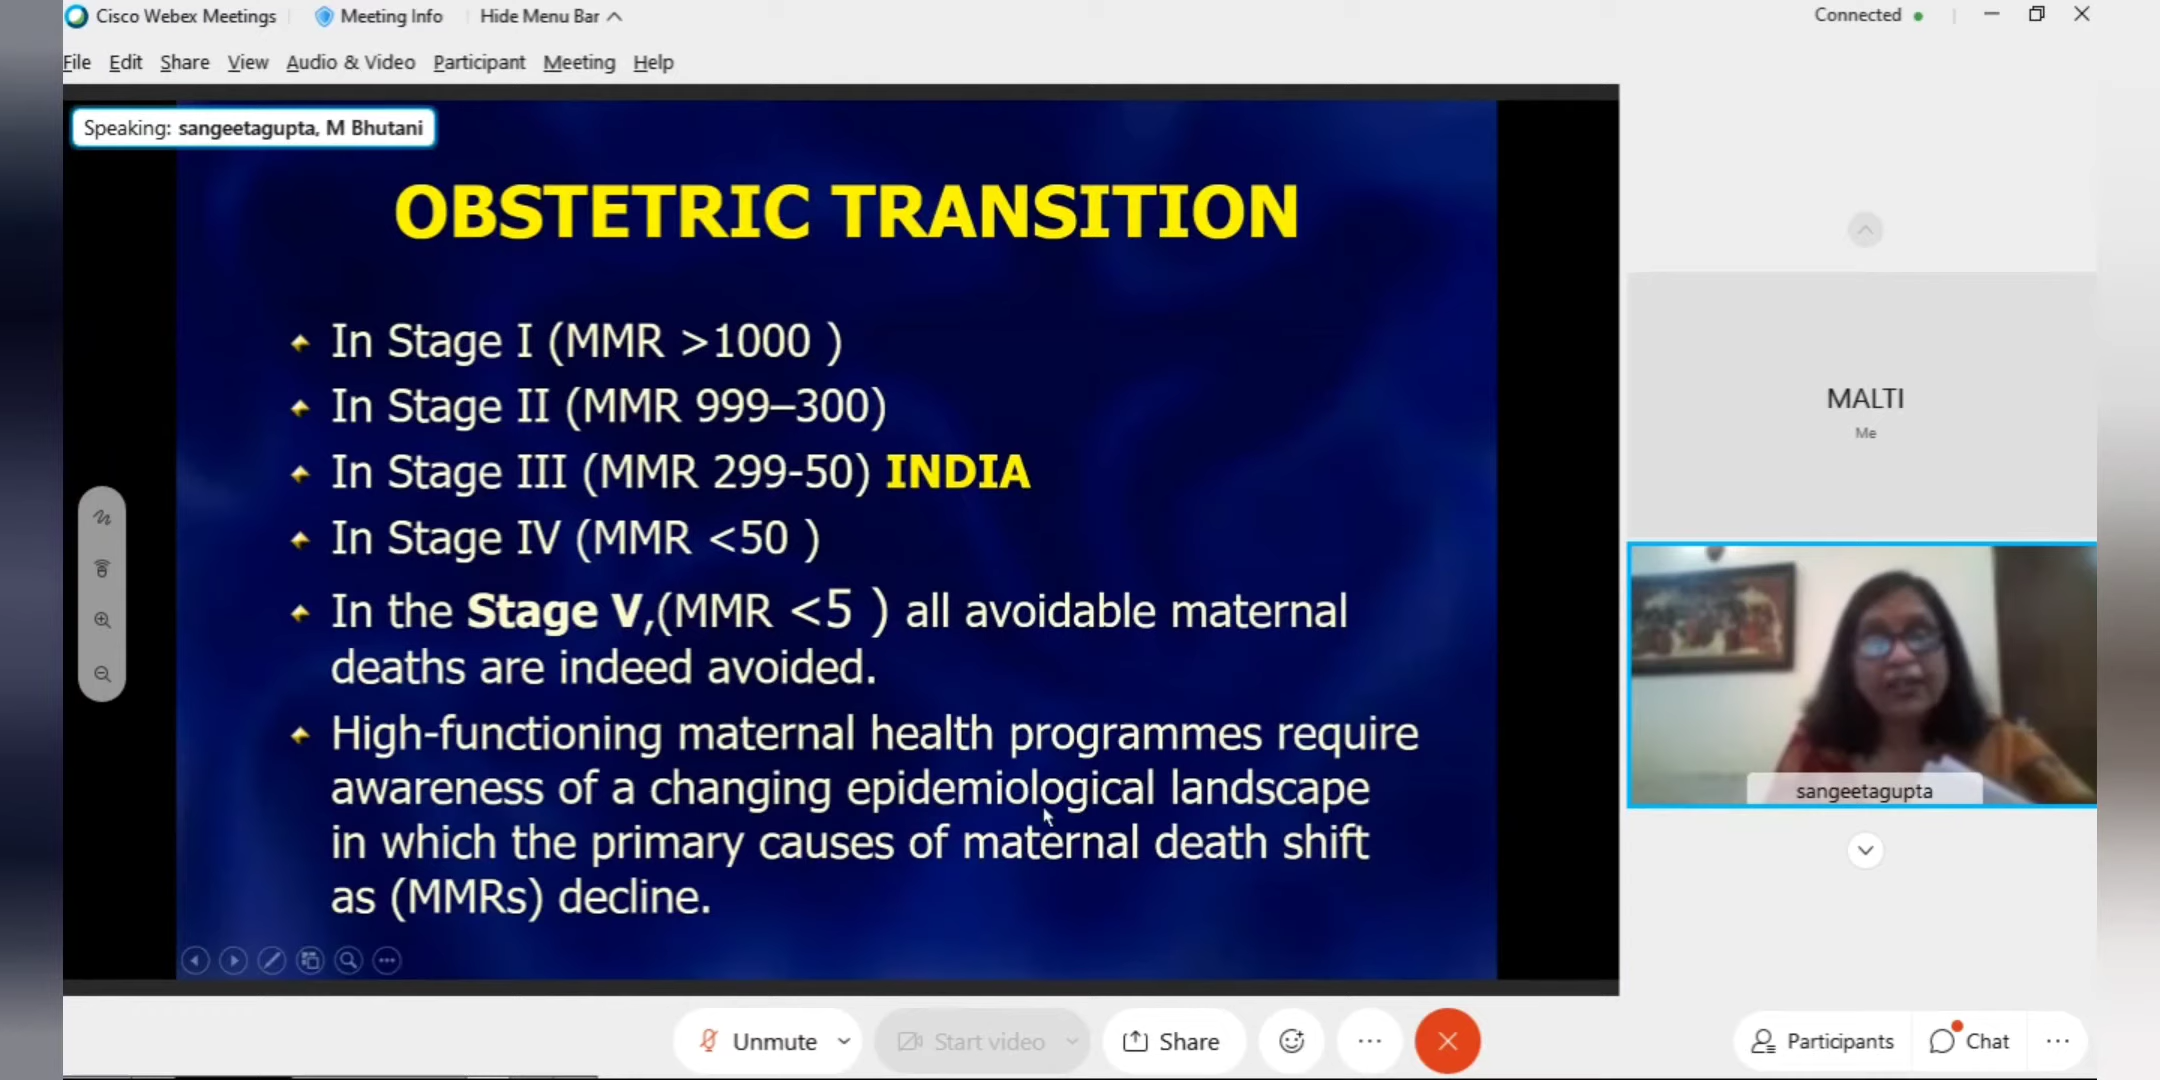 Cisco Webex Meetings Meeting Info Hide Menu Bar Connected
File Edit Share View Audio & Video Participant Meeting Help
Speaking: sangeetagupta, M Bhutani
OBSTETRIC TRANSITION
In Stage I (MMR >1000 )
In Stage II (MMR 999–300)
In Stage III (MMR 299-50) INDIA
In Stage IV (MMR <50 )
In the Stage V,(MMR <5 ) all avoidable maternal
deaths are indeed avoided.
High-functioning maternal health programmes require
awareness of a changing epidemiological landscape
in which the primary causes of maternal death shift
as (MMRs) decline.
MALTI
Me
sangeetagupta
Unmute Start video Share Participants Chat